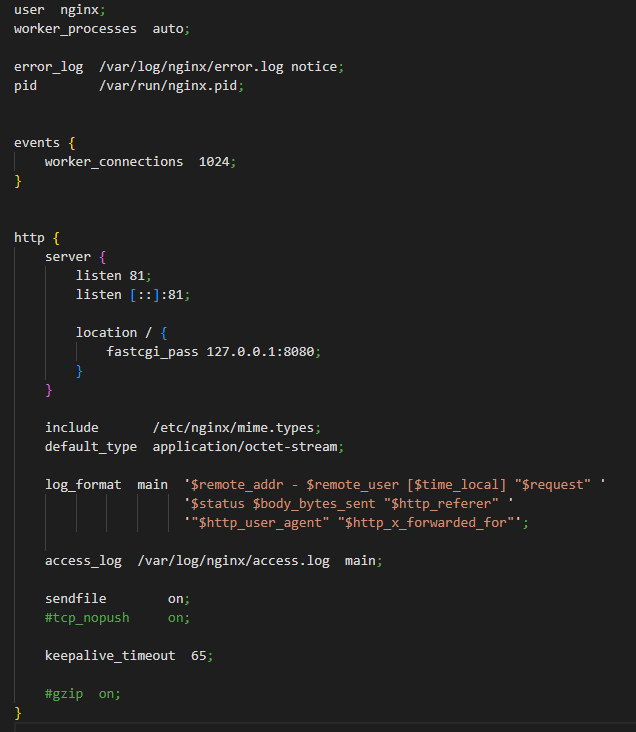 user  nginx;
worker_processes  auto;

error_log  /var/log/nginx/error.log notice;
pid        /var/run/nginx.pid;


events {
    worker_connections  1024;
}


http {
    server {
        listen 81;
        listen [::]:81;

        location / {
            fastcgi_pass 127.0.0.1:8080;
        }
    }

    include       /etc/nginx/mime.types;
    default_type  application/octet-stream;

    log_format  main  '$remote_addr - $remote_user [$time_local] "$request" '
                      '$status $body_bytes_sent "$http_referer" '
                      '"$http_user_agent" "$http_x_forwarded_for"';

    access_log  /var/log/nginx/access.log  main;

    sendfile        on;
    #tcp_nopush     on;

    keepalive_timeout  65;

    #gzip  on;
}